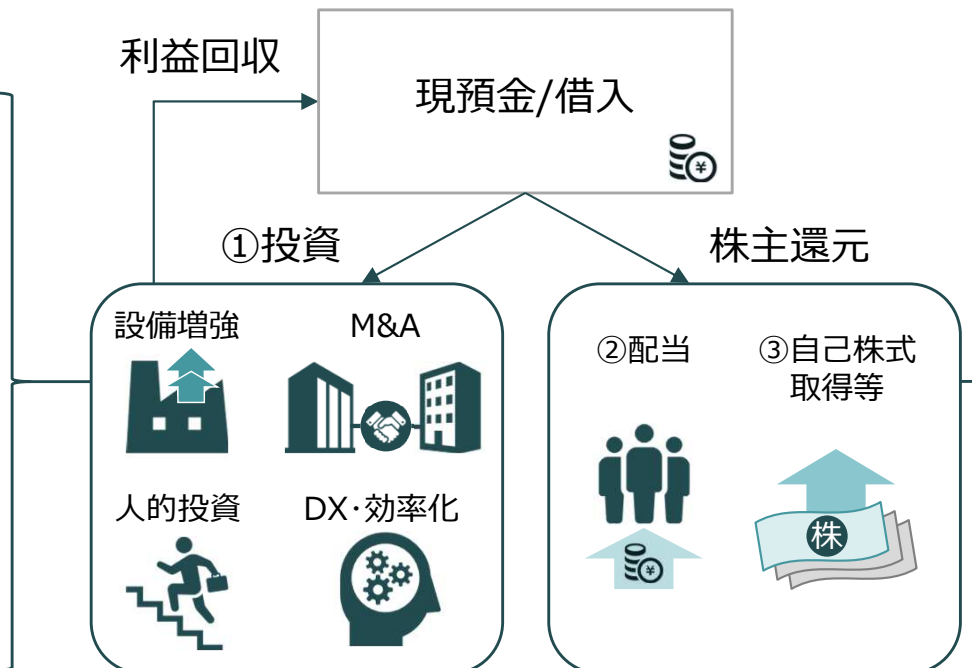 利益回収
現預金/借入
¥
①投資
株主還元
設備増強
M&A
②配当
③自己株式
取得等
人的投資
DX・効率化
¥
株